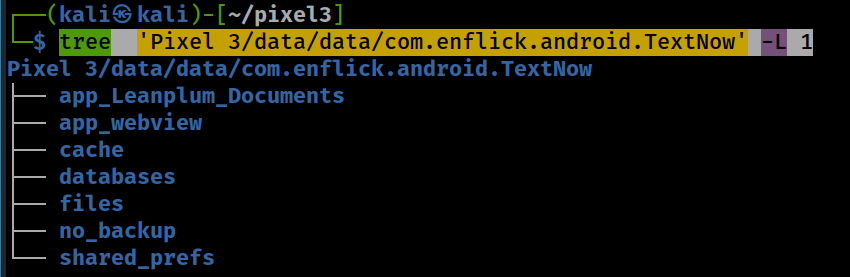 ┌──(kali㉿kali)-[~/pixel3]
└─$ tree 'Pixel 3/data/data/com.enflick.android.TextNow' -L 1
Pixel 3/data/data/com.enflick.android.TextNow
├── app_Leanplum_Documents
├── app_webview
├── cache
├── databases
├── files
├── no_backup
└── shared_prefs